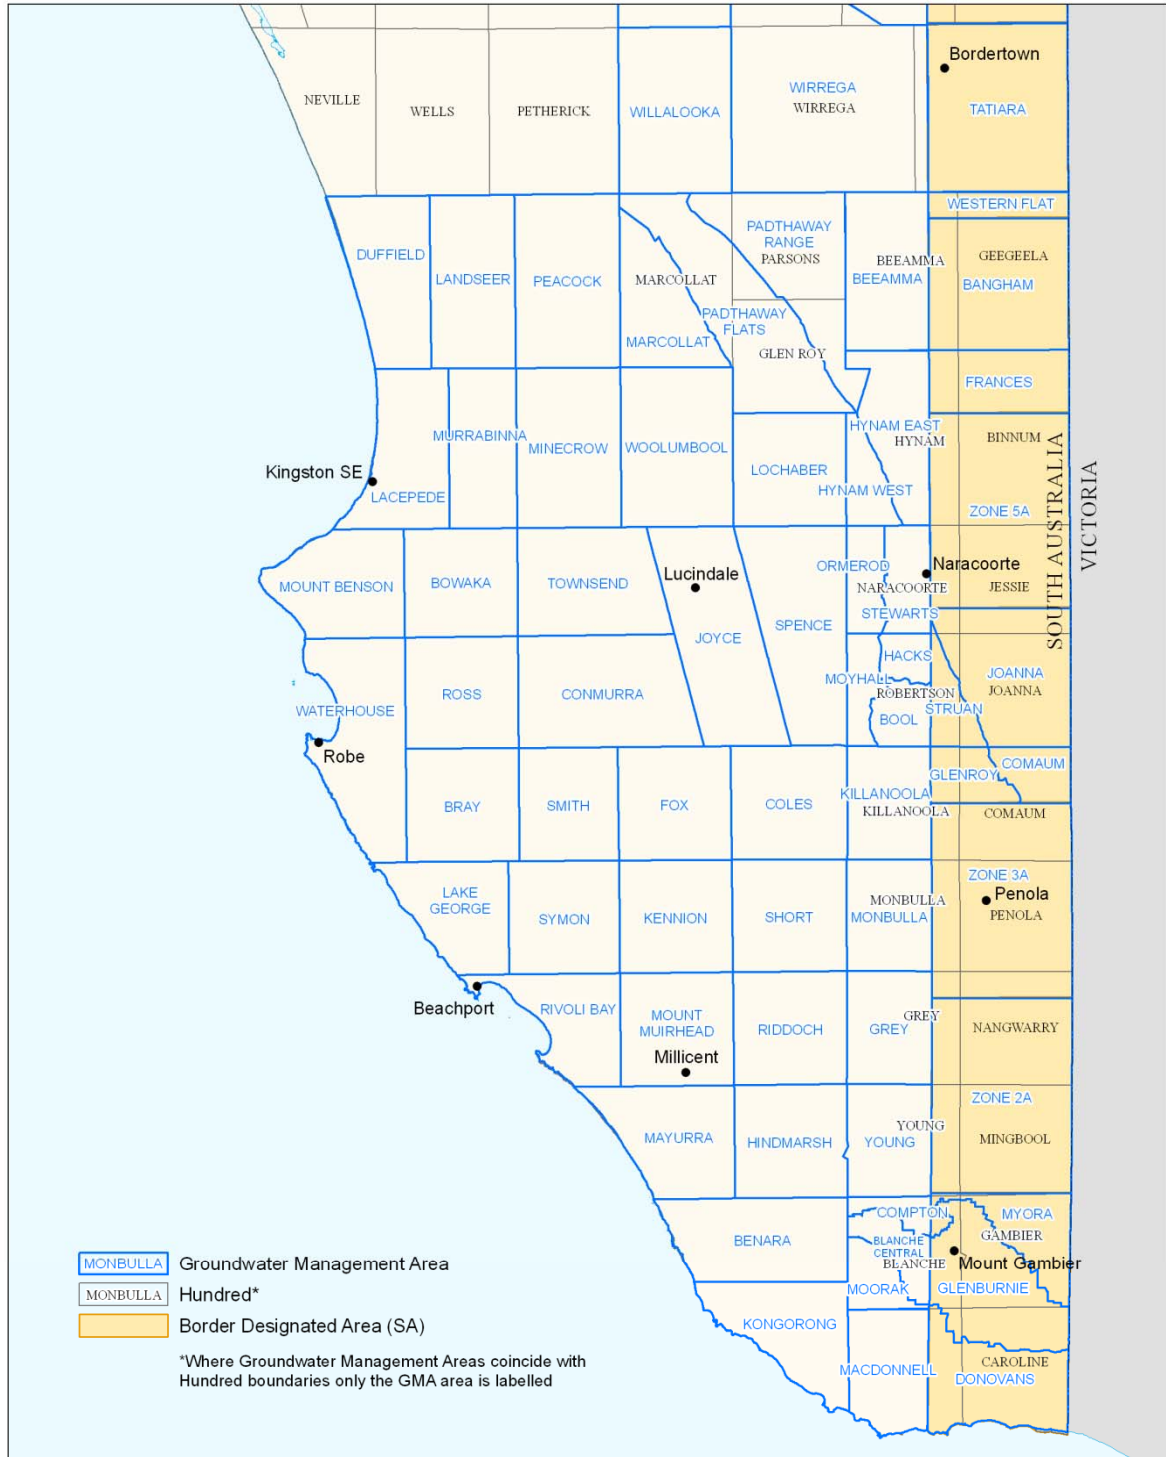 Bordertown
NEVILLE
WELLS
PETHERICK
WILLALOOKA
WIRREGA
WIRREGA
TATIARA
WESTERN FLAT
DUFFIELD
LANDSEER
PEACOCK
MARCOLLAT
MARCOLLAT
PADTHAWAY
RANGE
PARSONS
PADTHAWAY
FLATS
GLEN ROY
BEEAMMA
BEEAMMA
GEEGEELA
BANGHAM
FRANCES
MURRABINNA
MINECROW
WOOLUMBOOL
LOCHABER
HYNAM EAST
HYNAM
HYNAM WEST
BINNUM
ZONE 5A
Kingston SE
LACEPEDE
SOUTH AUSTRALIA
VICTORIA
MOUNT BENSON
BOWAKA
TOWNSEND
Lucindale
JOYCE
SPENCE
ORMEROD
NARACOORTE
STEWARTS
Naracoorte
JESSIE
WATERHOUSE
ROSS
CONMURRA
MOYHALL
HACKS
ROBERTSON
BOOL
STRUAN
JOANNA
JOANNA
Robe
BRAY
SMITH
FOX
COLES
KILLANOOLA
KILLANOOLA
GLENROY
COMAUM
COMAUM
LAKE
GEORGE
SYMON
KENNION
SHORT
MONBULLA
MONBULLA
ZONE 3A
Penola
PENOLA
Beachport
RIVOLI BAY
MOUNT
MUIRHEAD
Millicent
RIDDOCH
GREY
GREY
NANGWARRY
MAYURRA
HINDMARSH
YOUNG
YOUNG
ZONE 2A
MINGBOOL
BENARA
COMPTON
BLANCHE
CENTRAL
BLANCHE
MYORA
GAMBIER
Mount Gambier
MOORAK
GLENBURNIE
KONGORONG
MACDONNELL
CAROLINE
DONOVANS
MONBULLA Groundwater Management Area
MONBULLA Hundred*
Border Designated Area (SA)
*Where Groundwater Management Areas coincide with
Hundred boundaries only the GMA area is labelled